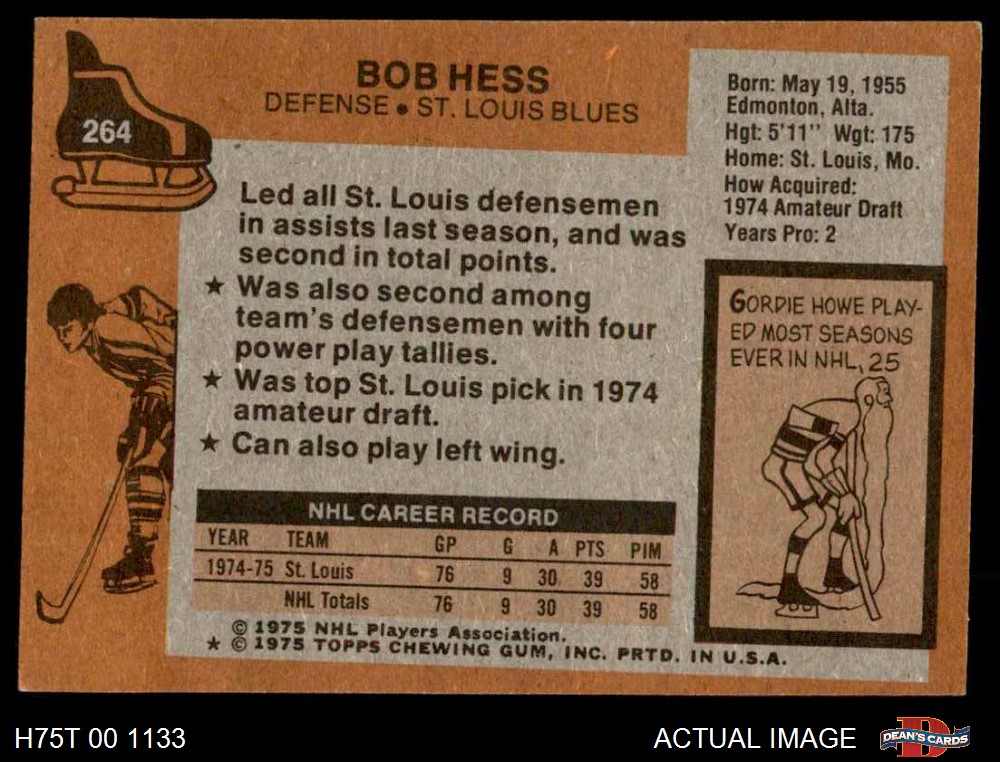 264
BOB HESS
DEFENSE • ST. LOUIS BLUES
Born: May 19, 1955
Edmonton, Alta.
Hgt: 5'11" Wgt: 175
Home: St. Louis, Mo.
How Acquired:
1974 Amateur Draft
Years Pro: 2
Led all St. Louis defensemen
in assists last season, and was
second in total points.
★ Was also second among
team's defensemen with four
power play tallies.
★ Was top St. Louis pick in 1974
amateur draft.
★ Can also play left wing.
GORDIE HOWE PLAY-
ED MOST SEASONS
EVER IN NHL, 25
NHL CAREER RECORD
YEAR TEAM GP G A PTS PIM
1974-75 St. Louis 76 9 30 39 58
NHL Totals 76 9 30 39 58
© 1975 NHL Players Association.
★ © 1975 TOPPS CHEWING GUM, INC. PRTD. IN U.S.A.
H75T 00 1133
ACTUAL IMAGE
D
DEAN'S CARDS